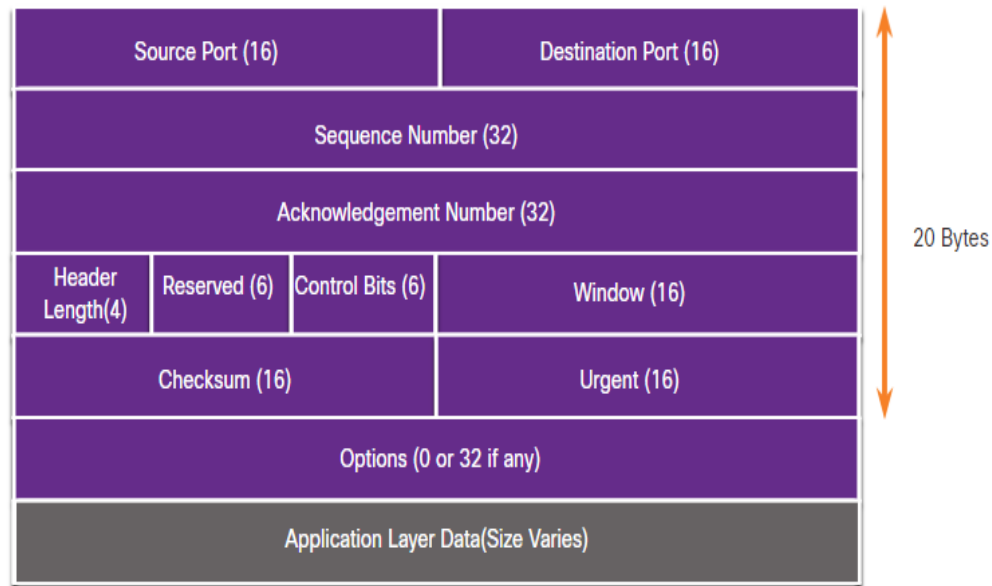 Source Port (16)
Destination Port (16)
Sequence Number (32)
Acknowledgement Number (32)
20 Bytes
Header
Length(4)
Reserved (6)
Control Bits (6)
Window (16)
Checksum (16)
Urgent (16)
Options (0 or 32 if any)
Application Layer Data(Size Varies)